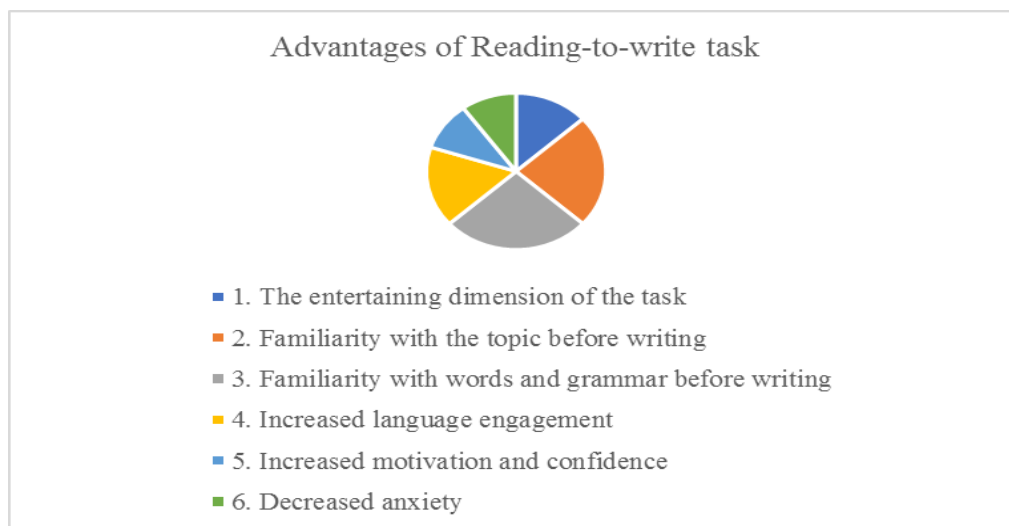 Advantages of Reading-to-write task
1. The entertaining dimension of the task
2. Familiarity with the topic before writing
3. Familiarity with words and grammar before writing
4. Increased language engagement
5. Increased motivation and confidence
6. Decreased anxiety